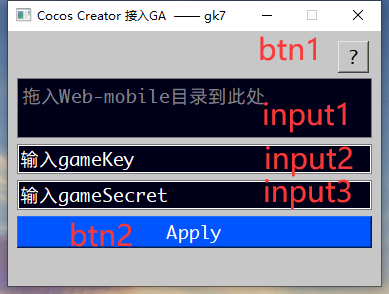 Cocos Creator 接入GA —— gk7
btn1
?
拖入Web-mobile目录到此处
input1
输入gameKey
input2
输入gameSecret
input3
btn2
Apply